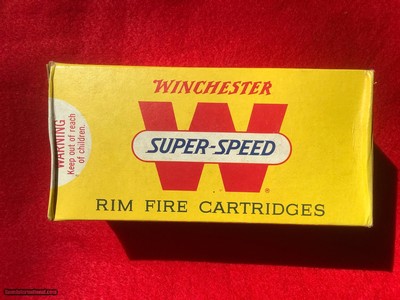 WINCHESTER
W
SUPER-SPEED
®
RIM FIRE CARTRIDGES
WARNING
Keep out of reach
of children.